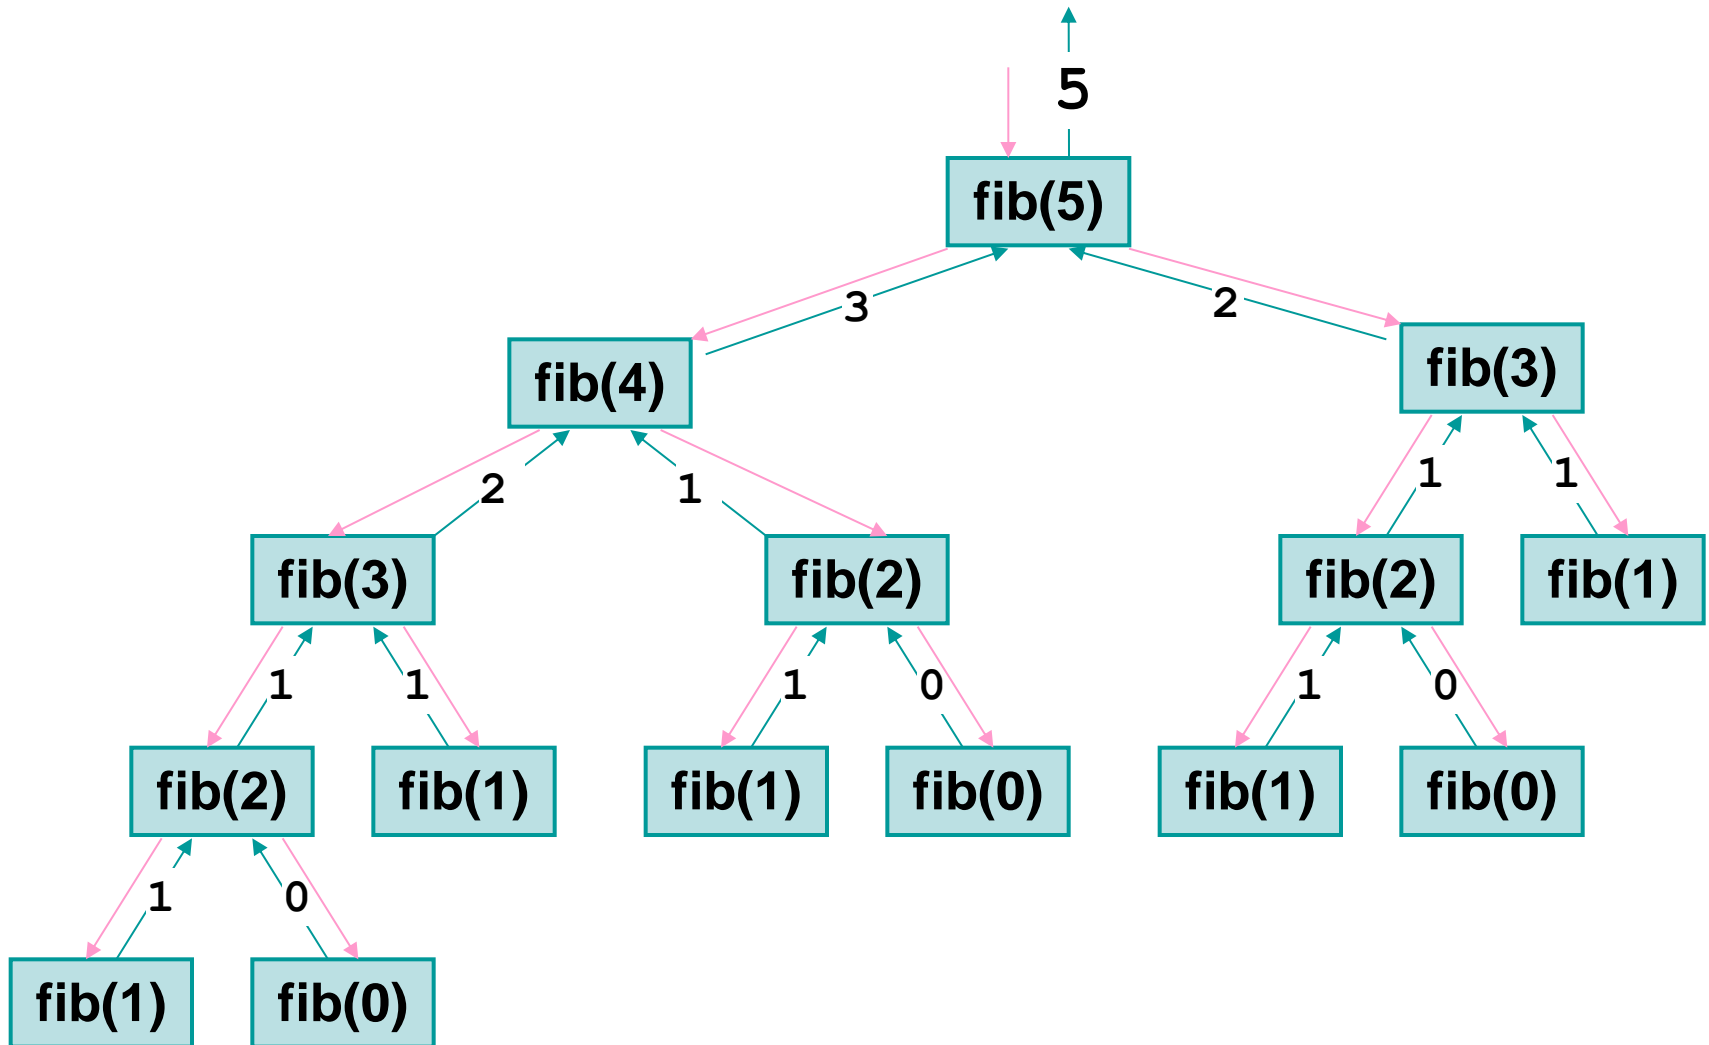 5
fib(5)
3 2
fib(4) fib(3)
2 1 1 1
fib(3) fib(2) fib(2) fib(1)
1 1 1 0 1 0
fib(2) fib(1) fib(1) fib(0) fib(1) fib(0)
1 0
fib(1) fib(0)